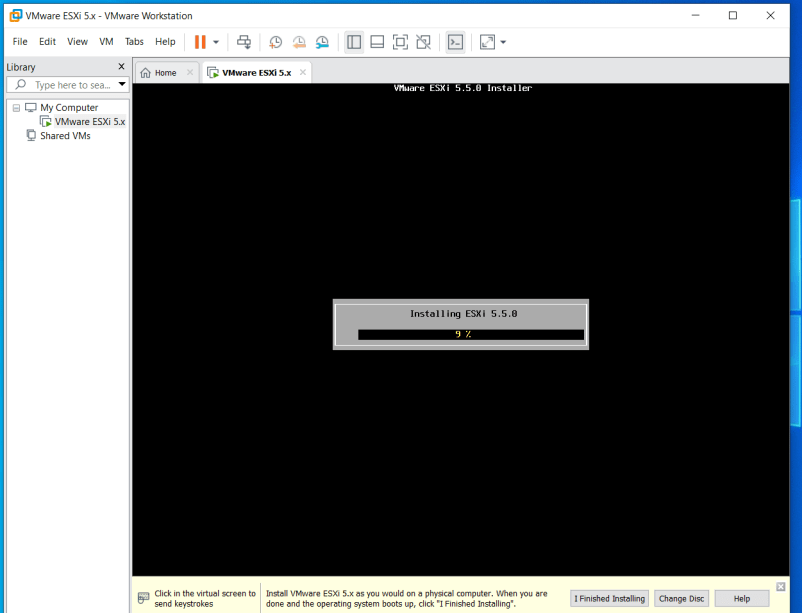 VMware ESXi 5.x - VMware Workstation
File Edit View VM Tabs Help
Library
Home
VMware ESXi 5.x
Type here to sea...
VMware ESXi 5.5.0 Installer
My Computer
VMware ESXi 5.x
Shared VMs
Installing ESXi 5.5.0
9 %
Click in the virtual screen to
send keystrokes
Install VMware ESXi 5.x as you would on a physical computer. When you are
done and the operating system boots up, click "I Finished Installing".
I Finished Installing
Change Disc
Help